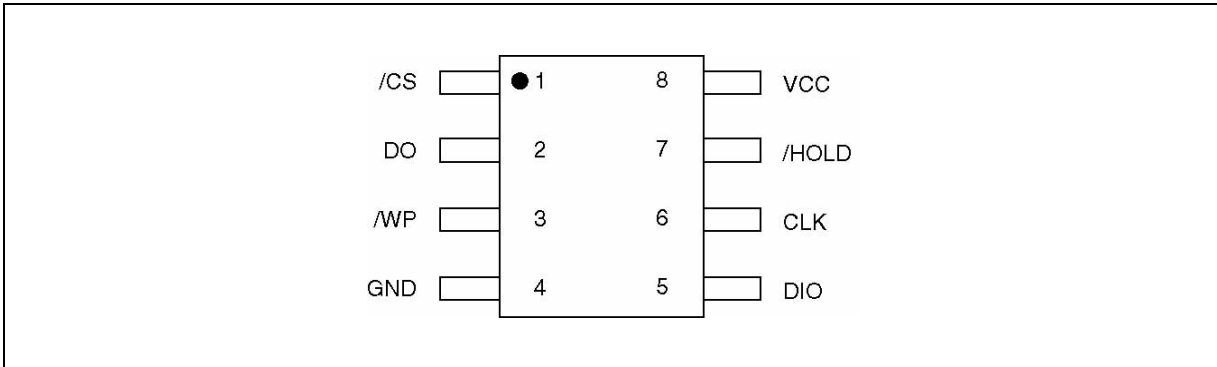 /CS 1 8 VCC
DO 2 7 /HOLD
/WP 3 6 CLK
GND 4 5 DIO